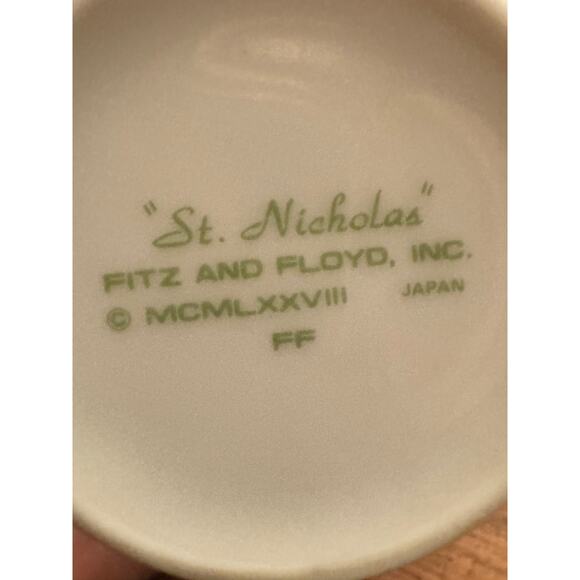 "St. Nicholas"
FITZ AND FLOYD, INC.
© MCMLXXVIII JAPAN
FF